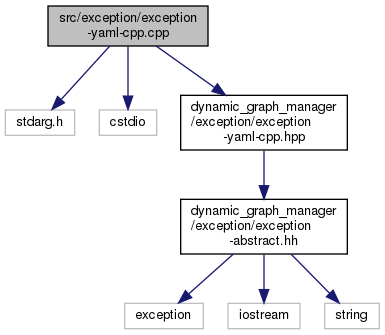 src/exception/exception
-yaml-cpp.cpp
stdarg.h
cstdio
dynamic_graph_manager
/exception/exception
-yaml-cpp.hpp
dynamic_graph_manager
/exception/exception
-abstract.hh
exception
iostream
string